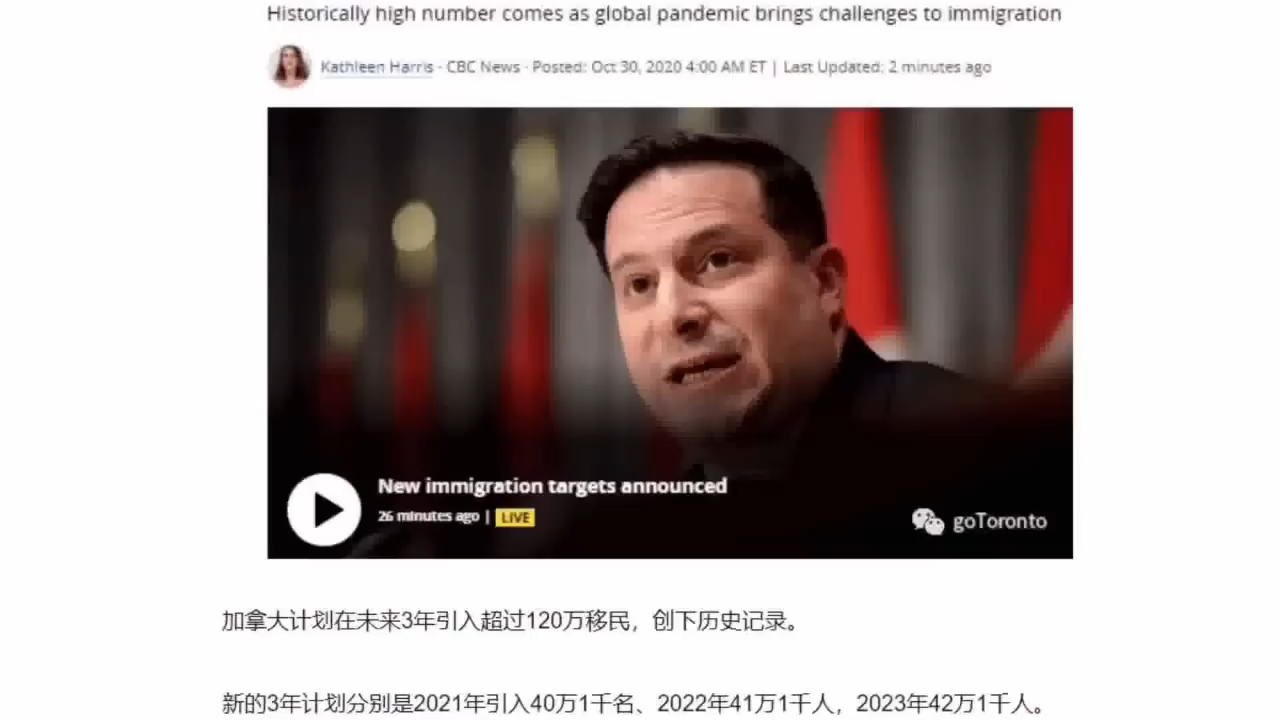 Historically high number comes as global pandemic brings challenges to immigration
Kathleen Harris · CBC News · Posted: Oct 30, 2020 4:00 AM ET | Last Updated: 2 minutes ago
New immigration targets announced
26 minutes ago | LIVE
goToronto
加拿大计划在未来3年引入超过120万移民，创下历史记录。
新的3年计划分别是2021年引入40万1千名、2022年41万1千人，2023年42万1千人。